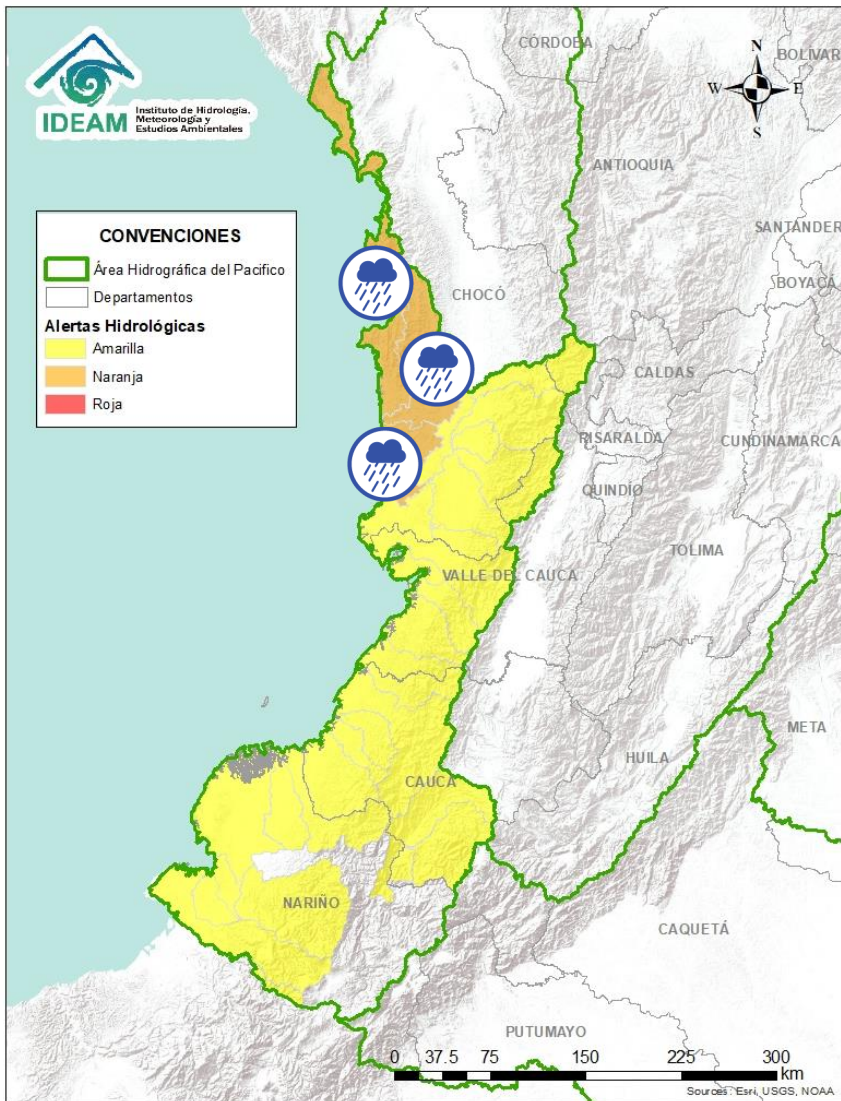 IDEAM
Instituto de Hidrología,
Meteorología y
Estudios Ambientales
CONVENCIONES
Área Hidrográfica del Pacifico
Departamentos
Alertas Hidrológicas
Amarilla
Naranja
Roja
N
W
E
S
CÓRDOBA
BOLIVAR
ANTIOQUIA
SANTANDER
BOYACÁ
CHOCÓ
CALDAS
RISARALDA
CUNDINAMARCA
QUINDÍO
TOLIMA
VALLE DEL CAUCA
META
HUILA
CAUCA
NARIÑO
CAQUETÁ
PUTUMAYO
0 37.5 75 150 225 300
km
Sources: Esri, USGS, NOAA